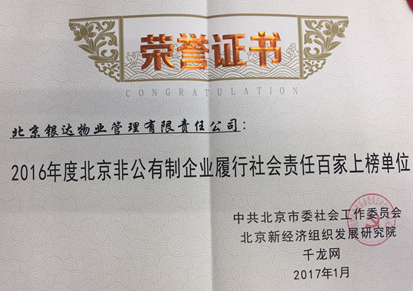 荣誉证书
CONGRATULATION
北京银达物业管理有限责任公司：
2016年度北京非公有制企业履行社会责任百家上榜单位
中共北京市委社会工作委员会
北京新经济组织发展研究院
千龙网
2017年1月